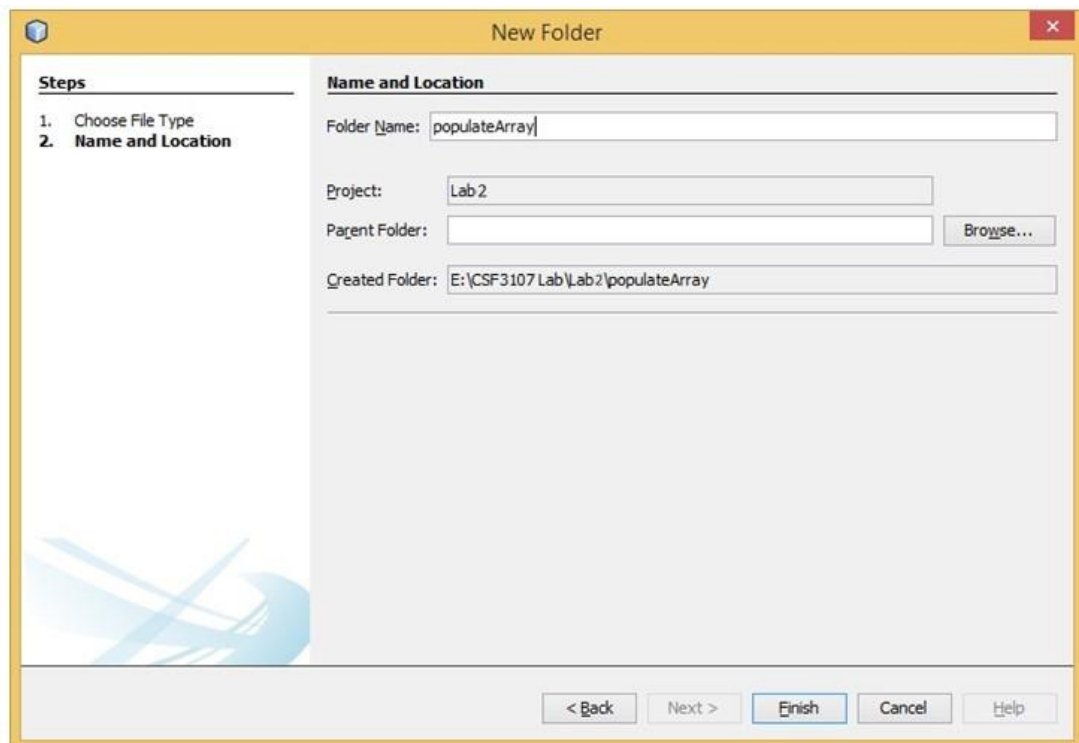 New Folder
Steps
1. Choose File Type
2. Name and Location
Name and Location
Folder Name: populateArray
Project: Lab2
Parent Folder: Browse...
Created Folder: E:\CSF3107 Lab\Lab2\populateArray
< Back Next > Finish Cancel Help